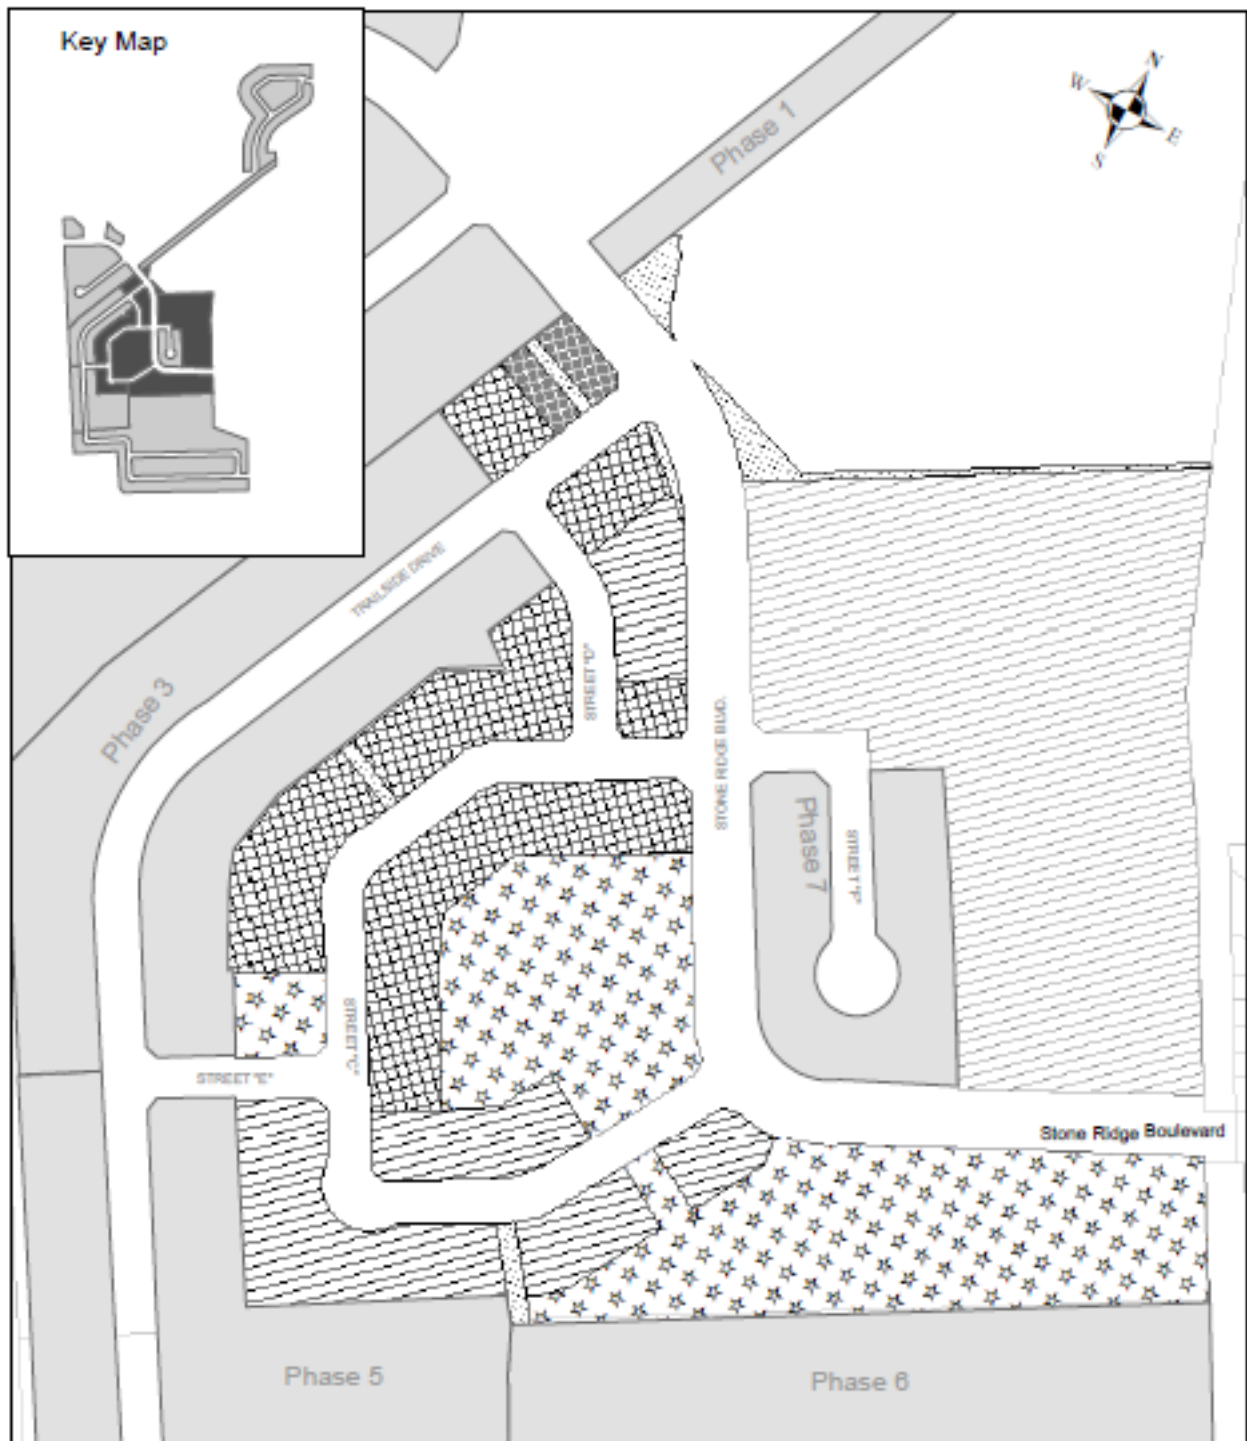 Key Map
N
W
E
S
Phase 1
TRAILSIDE DRIVE
Phase 3
STREET "D"
STONE RIDGE BLVD.
Phase 7
STREET "F"
STREET "C"
STREET "E"
Stone Ridge Boulevard
Phase 5
Phase 6